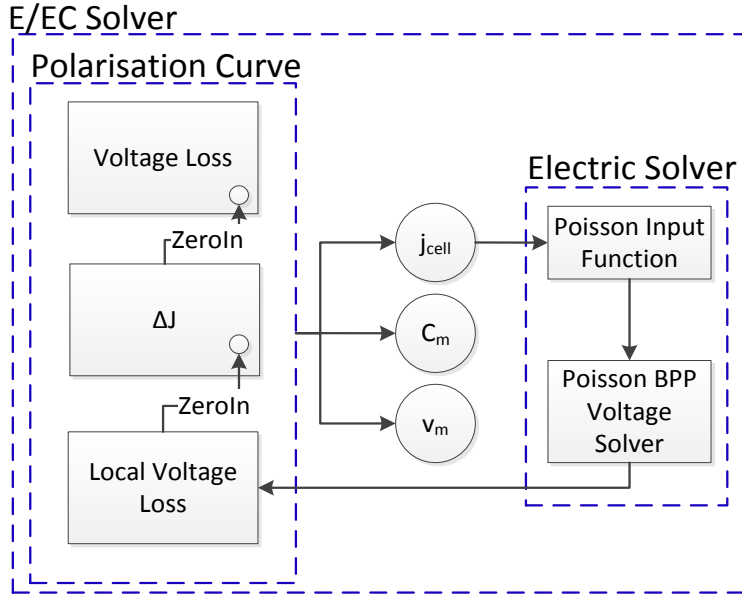 E/EC Solver
Polarisation Curve
Voltage Loss
ZeroIn
ΔJ
ZeroIn
Local Voltage
Loss
jcell
Cm
vm
Electric Solver
Poisson Input
Function
Poisson BPP
Voltage
Solver